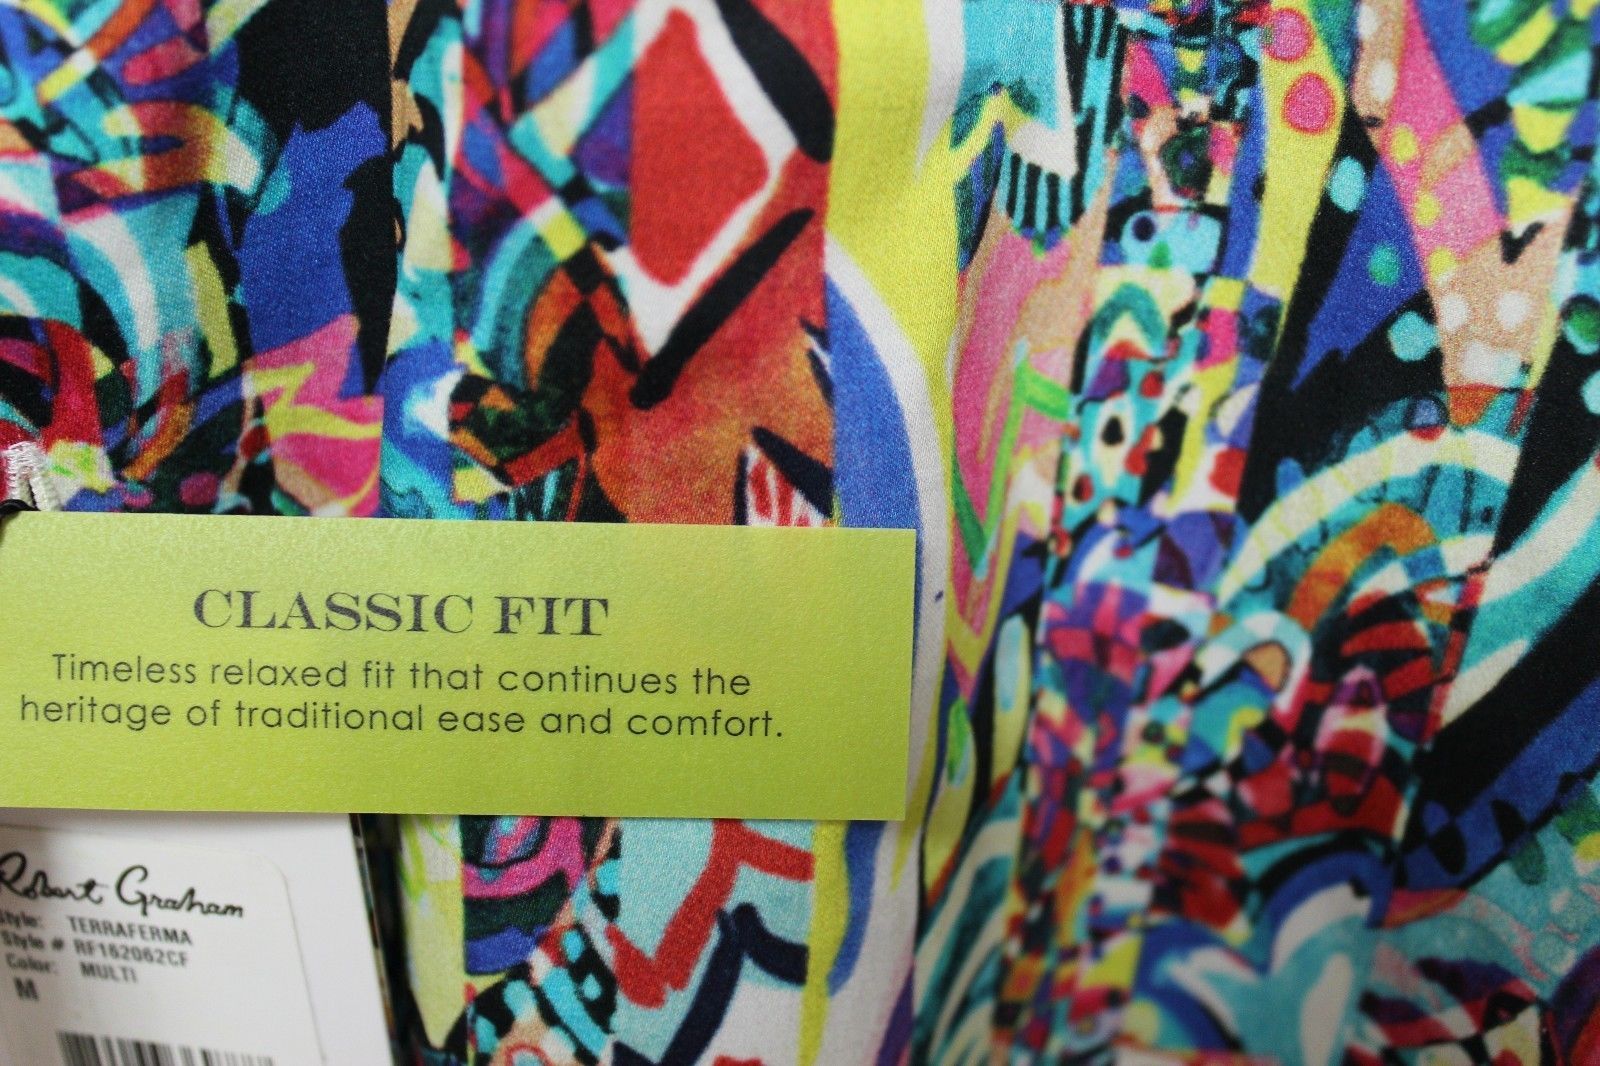 CLASSIC FIT
Timeless relaxed fit that continues the
heritage of traditional ease and comfort.
Robert Graham
Style: TERRAFERMA
Style # RF162062CF
Color: MULTI
M